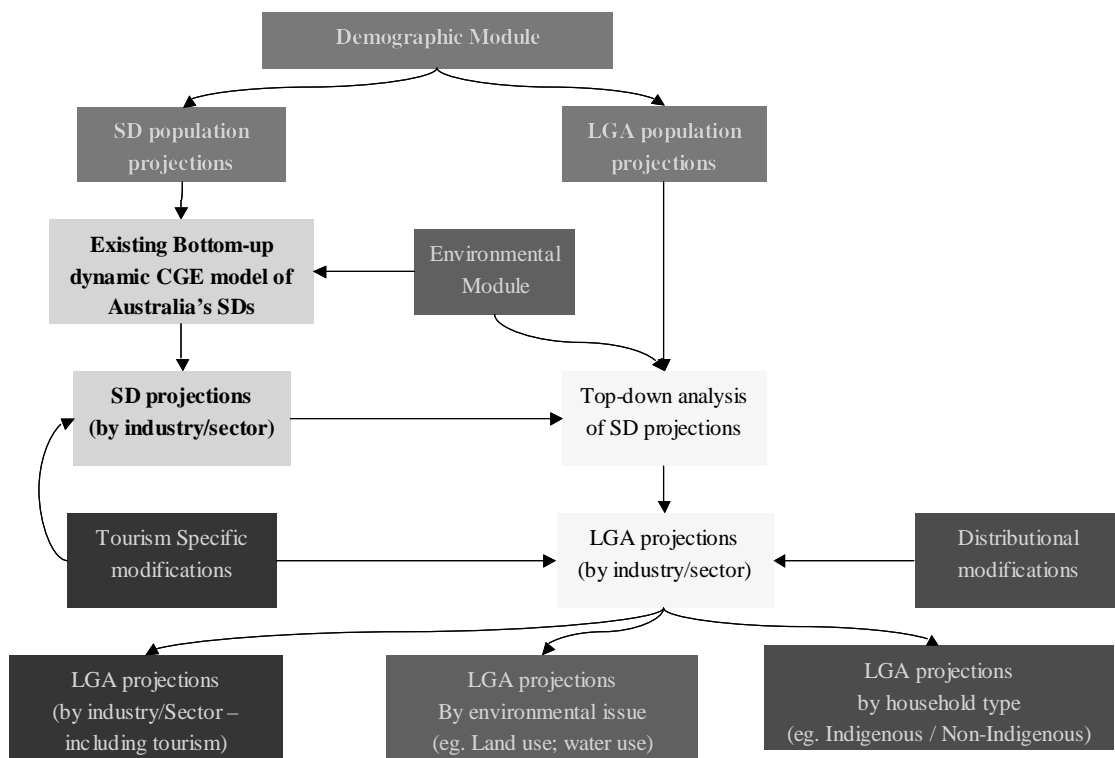 Demographic Module
SD population
projections
LGA population
projections
Existing Bottom-up
dynamic CGE model of
Australia’s SDs
Environmental
Module
SD projections
(by industry/sector)
Top-down analysis
of SD projections
Tourism Specific
modifications
LGA projections
(by industry/sector)
Distributional
modifications
LGA projections
(by industry/Sector –
including tourism)
LGA projections
By environmental issue
(eg. Land use; water use)
LGA projections
by household type
(eg. Indigenous / Non-Indigenous)